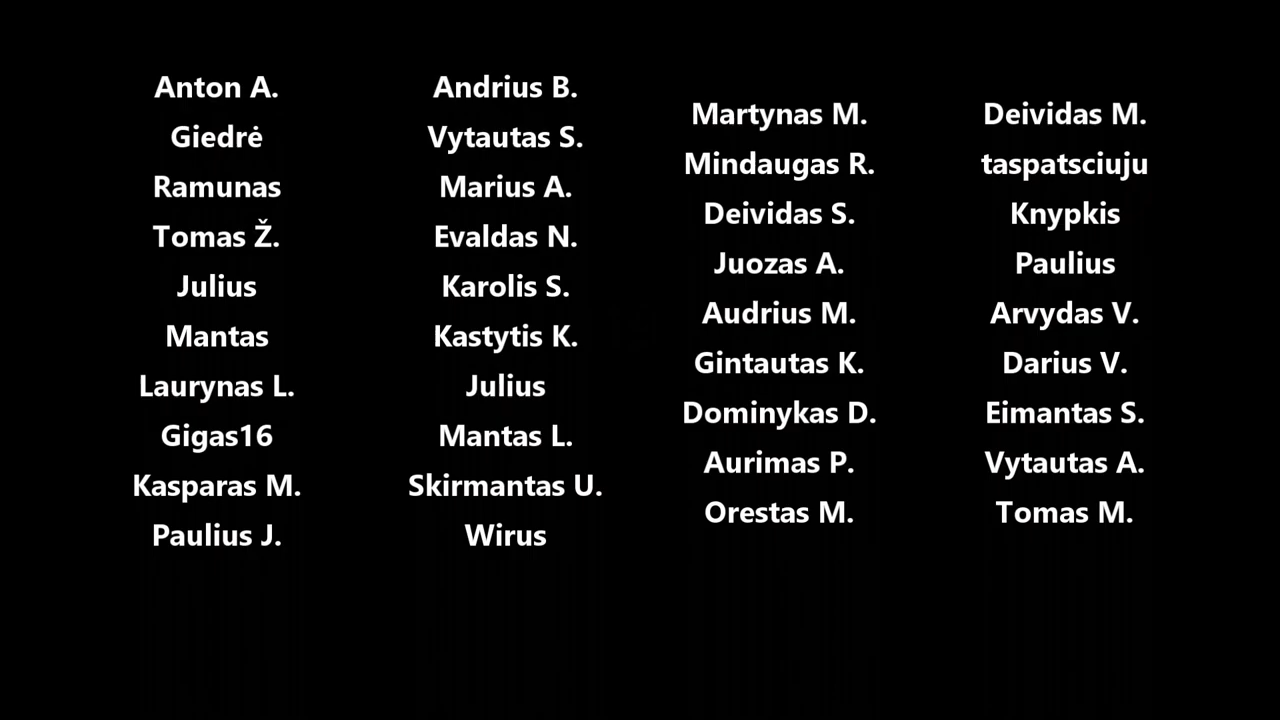 Anton A.
Giedrė
Ramunas
Tomas Ž.
Julius
Mantas
Laurynas L.
Gigas16
Kasparas M.
Paulius J.
Andrius B.
Vytautas S.
Marius A.
Evaldas N.
Karolis S.
Kastytis K.
Julius
Mantas L.
Skirmantas U.
Wirus
Martynas M.
Mindaugas R.
Deividas S.
Juozas A.
Audrius M.
Gintautas K.
Dominykas D.
Aurimas P.
Orestas M.
Deividas M.
taspatsciuju
Knypkis
Paulius
Arvydas V.
Darius V.
Eimantas S.
Vytautas A.
Tomas M.